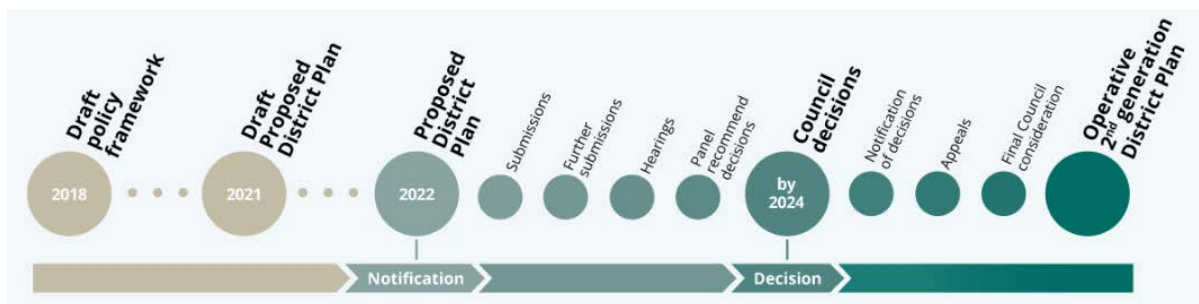 Draft
policy
framework
Draft
Proposed
District Plan
Proposed
District
Plan
Submissions
Further
submissions
Hearings
Panel
recommend
decisions
Council
decisions
Notification
of decisions
Appeals
Final Council
consideration
Operative
2nd generation
District Plan
2018
2021
2022
by
2024
Notification
Decision